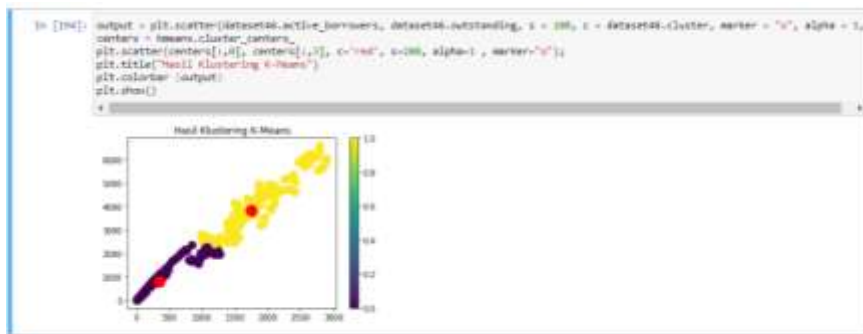 In [194]: output = plt.scatter(dataset46.active_borrowers, dataset46.outstanding, s = 100, c = dataset46.cluster, marker = "o", alpha = 1,
centers = kmeans.cluster_centers_
plt.scatter(centers[:,0], centers[:,1], c='red', s=200, alpha=1 , marker="o");
plt.title("Hasil Klustering K-Means")
plt.colorbar (output)
plt.show()
Hasil Klustering K-Means
6000
5000
4000
3000
2000
1000
0
0 500 1000 1500 2000 2500 3000
1.0
0.8
0.6
0.4
0.2
0.0